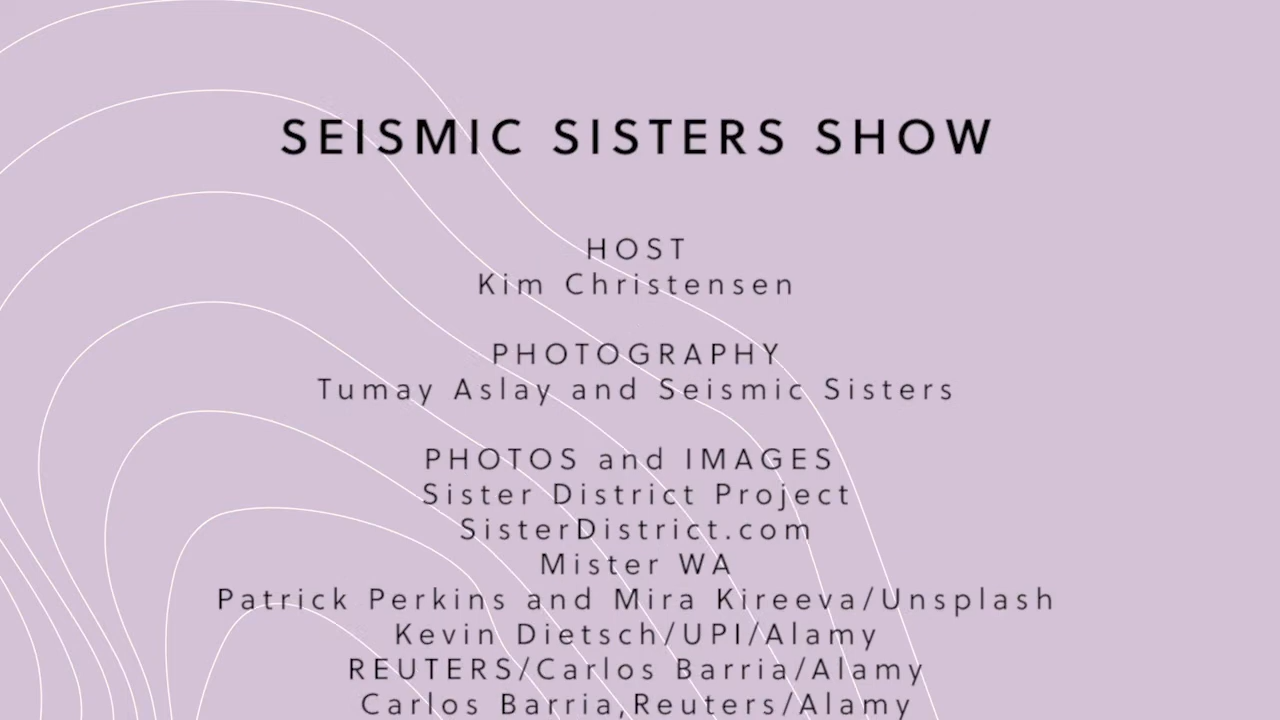 SEISMIC SISTERS SHOW
HOST
Kim Christensen
PHOTOGRAPHY
Tumay Aslay and Seismic Sisters
PHOTOS and IMAGES
Sister District Project
SisterDistrict.com
Mister WA
Patrick Perkins and Mira Kireeva/Unsplash
Kevin Dietsch/UPI/Alamy
REUTERS/Carlos Barria/Alamy
Carlos Barria,Reuters/Alamy